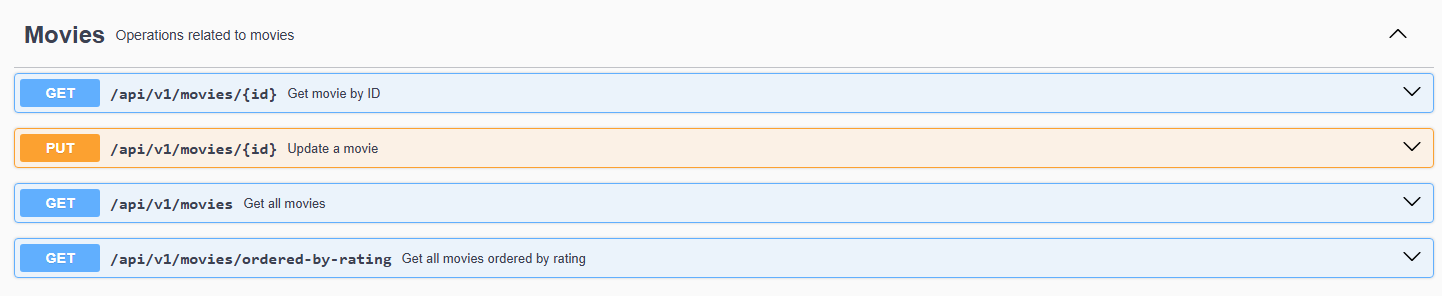 Movies Operations related to movies
GET /api/v1/movies/{id} Get movie by ID
PUT /api/v1/movies/{id} Update a movie
GET /api/v1/movies Get all movies
GET /api/v1/movies/ordered-by-rating Get all movies ordered by rating